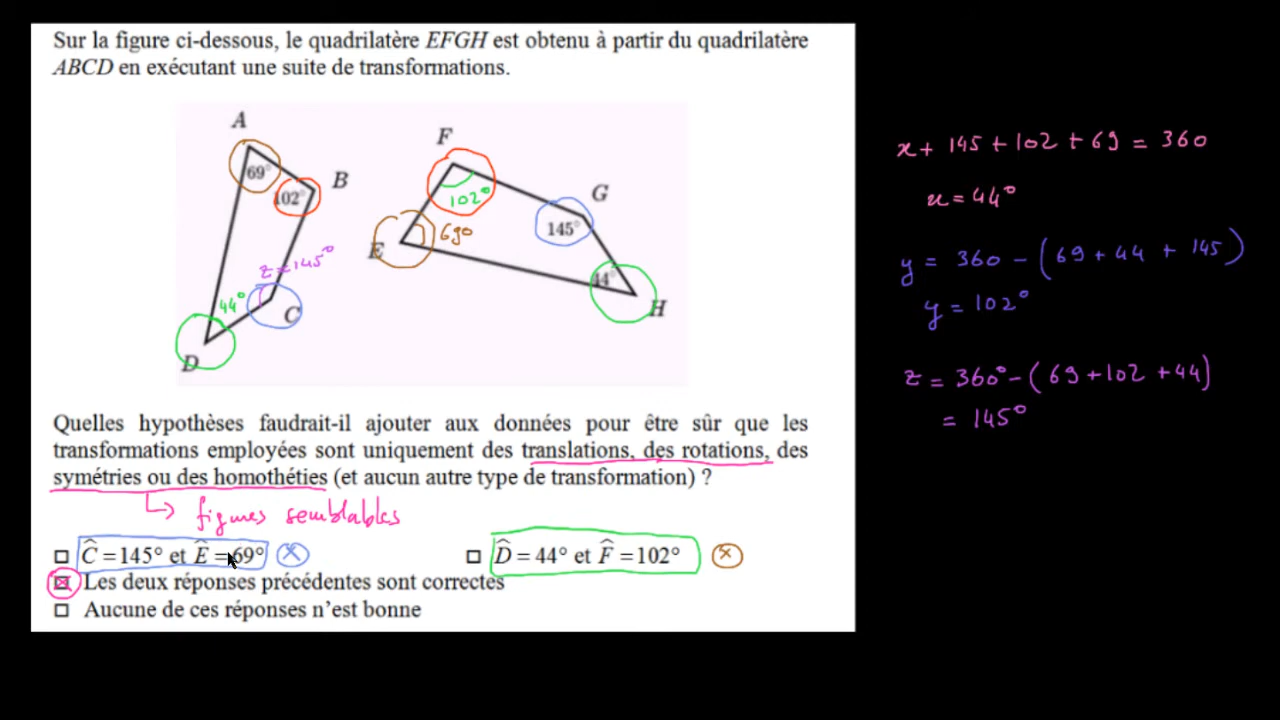 Sur la figure ci-dessous, le quadrilatère EFGH est obtenu à partir du quadrilatère
ABCD en exécutant une suite de transformations.
A
69°
102°
B
z = 145°
44°
C
D
F
102°
G
145°
E
69°
44°
H
x + 145 + 102 + 69 = 360
x = 44°
y = 360 - (69 + 44 + 145)
y = 102°
z = 360° - (69 + 102 + 44)
= 145°
Quelles hypothèses faudrait-il ajouter aux données pour être sûr que les
transformations employées sont uniquement des translations, des rotations, des
symétries ou des homothéties (et aucun autre type de transformation) ?
figures semblables
Ĉ = 145° et Ê = 69°
D̂ = 44° et F̂ = 102°
Les deux réponses précédentes sont correctes
Aucune de ces réponses n'est bonne